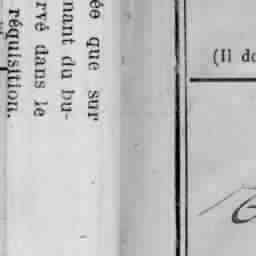 ée que sur
nant du bu-
rvé dans le
réquisition.
(Il do